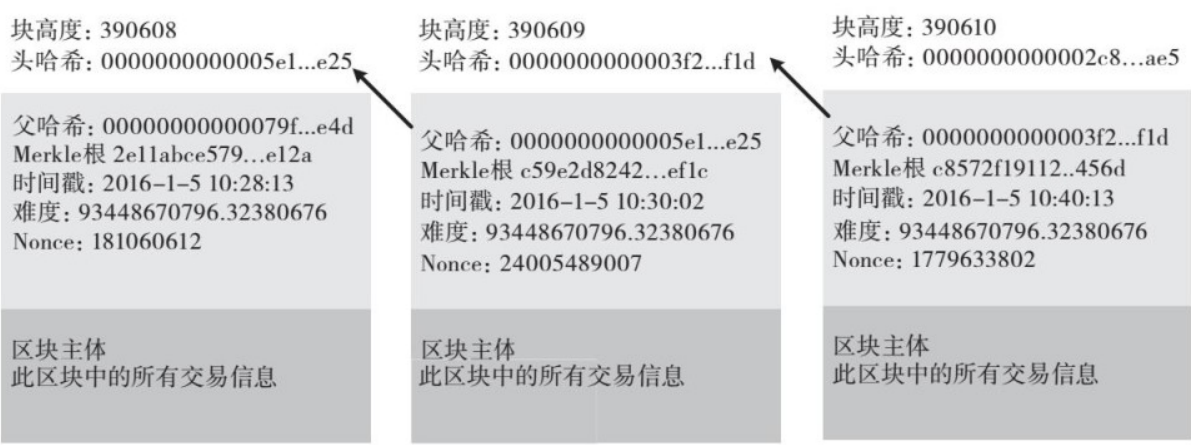 块高度：390608
头哈希：0000000000005e1...e25
父哈希：00000000000079f...e4d
Merkle根 2e11abce579…e12a
时间戳：2016-1-5 10:28:13
难度：93448670796.32380676
Nonce：181060612
区块主体
此区块中的所有交易信息
块高度：390609
头哈希：0000000000003f2...f1d
父哈希：0000000000005e1...e25
Merkle根 c59e2d8242…ef1c
时间戳：2016-1-5 10:30:02
难度：93448670796.32380676
Nonce：24005489007
区块主体
此区块中的所有交易信息
块高度：390610
头哈希：0000000000002c8…ae5
父哈希：0000000000003f2...f1d
Merkle根 c8572f19112..456d
时间戳：2016-1-5 10:40:13
难度：93448670796.32380676
Nonce：1779633802
区块主体
此区块中的所有交易信息